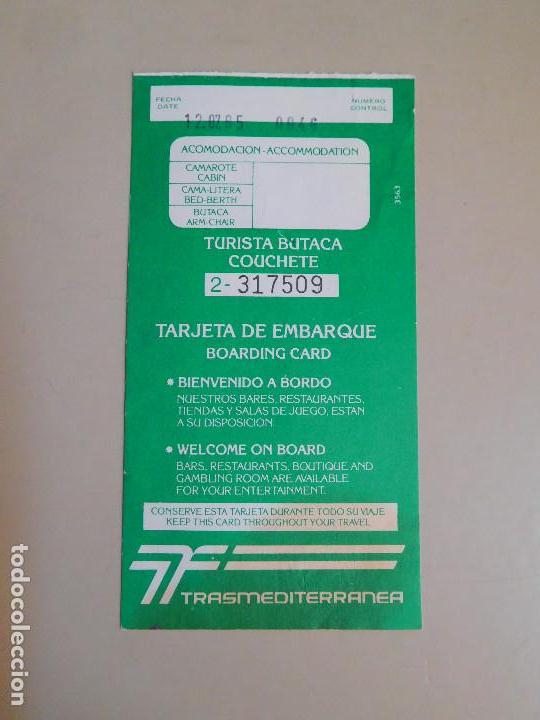 FECHA
DATE
NUMERO
CONTROL
12.07.85 0846
ACOMODACION-ACCOMMODATION
CAMAROTE
CABIN
CAMA-LITERA
BED-BERTH
BUTACA
ARM-CHAIR
3563
TURISTA BUTACA
COUCHETE
2- 317509
TARJETA DE EMBARQUE
BOARDING CARD
* BIENVENIDO A BORDO
NUESTROS BARES, RESTAURANTES,
TIENDAS Y SALAS DE JUEGO, ESTAN
A SU DISPOSICION
* WELCOME ON BOARD
BARS, RESTAURANTS, BOUTIQUE AND
GAMBLING ROOM ARE AVAILABLE
FOR YOUR ENTERTAINMENT.
CONSERVE ESTA TARJETA DURANTE TODO SU VIAJE
KEEP THIS CARD THROUGHOUT YOUR TRAVEL
TRASMEDITERRANEA
todocoleccion.net